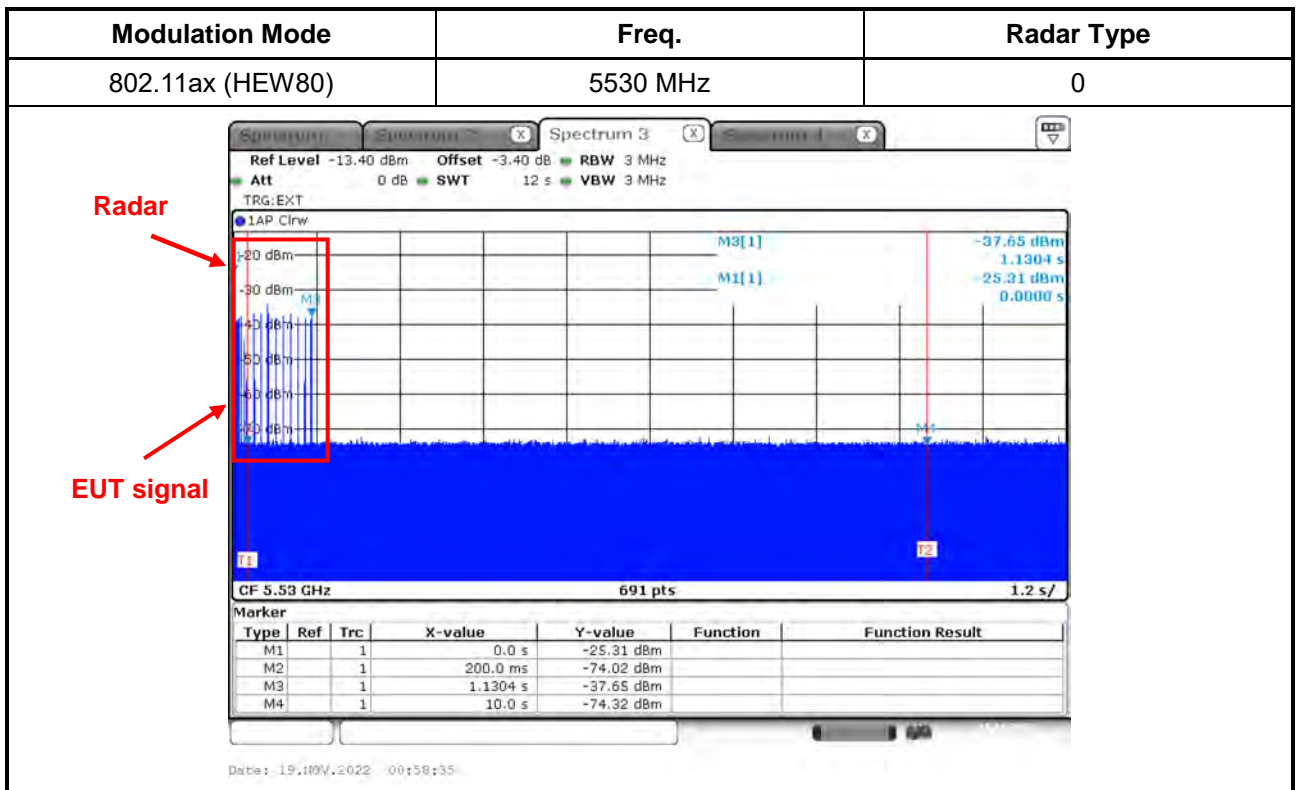 Modulation Mode Freq. Radar Type
802.11ax (HEW80) 5530 MHz 0
Spectrum 3
Ref Level -13.40 dBm Offset -3.40 dB RBW 3 MHz
Att 0 dB SWT 12 s VBW 3 MHz
TRG:EXT
Radar
1AP Clrw
M3[1] -37.65 dBm
1.1304 s
-20 dBm
M1[1] -25.31 dBm
0.0000 s
-30 dBm
M3
-40 dBm
-50 dBm
-60 dBm
-70 dBm
M4
EUT signal
T1 T2
CF 5.53 GHz 691 pts 1.2 s/
Marker
Type Ref Trc X-value Y-value Function Function Result
M1 1 0.0 s -25.31 dBm
M2 1 200.0 ms -74.02 dBm
M3 1 1.1304 s -37.65 dBm
M4 1 10.0 s -74.32 dBm
Date: 19.NOV.2022 00:58:35